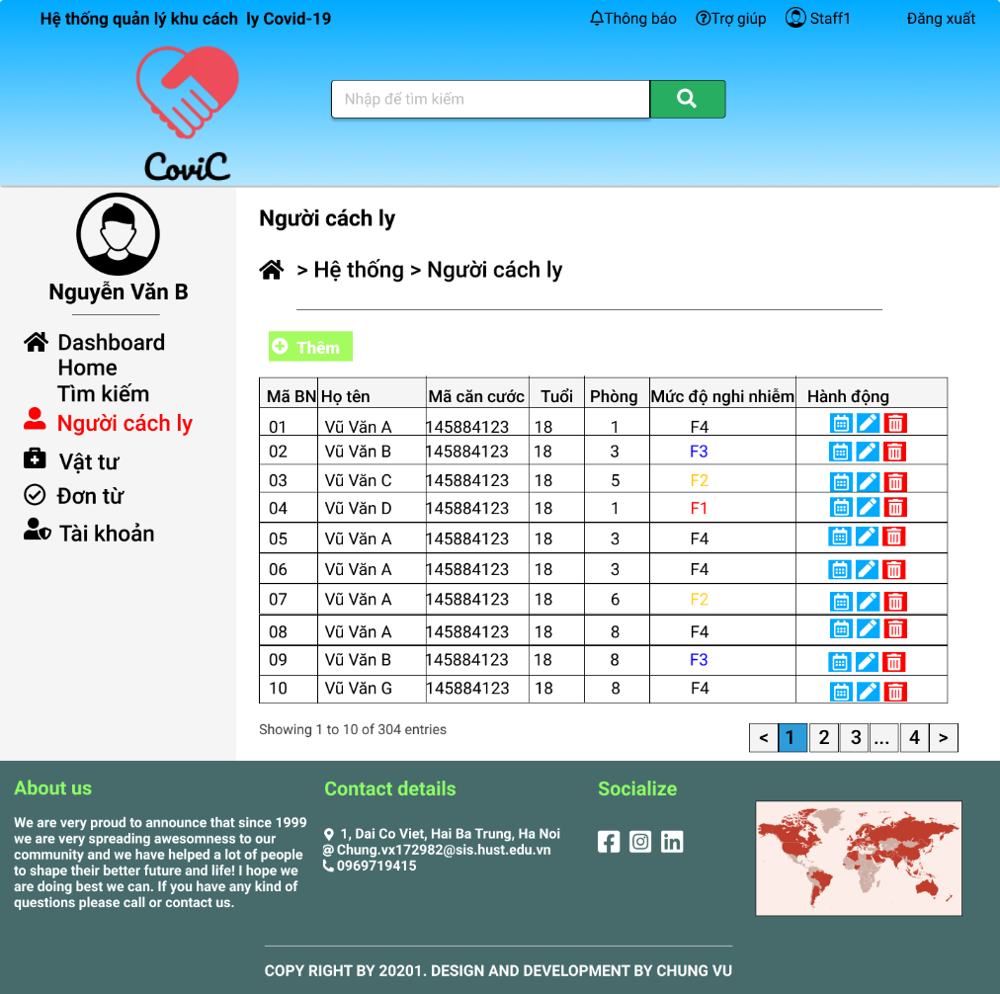 Hệ thống quản lý khu cách ly Covid-19
Thông báo
Trợ giúp
Staff1
Đăng xuất
Nhập để tìm kiếm
CoviC
Nguyễn Văn B
Dashboard
Home
Tìm kiếm
Người cách ly
Vật tư
Đơn từ
Tài khoản
Người cách ly
> Hệ thống > Người cách ly
Thêm
Mã BN Họ tên Mã căn cước Tuổi Phòng Mức độ nghi nhiễm Hành động
01 Vũ Văn A 145884123 18 1 F4
02 Vũ Văn B 145884123 18 3 F3
03 Vũ Văn C 145884123 18 5 F2
04 Vũ Văn D 145884123 18 1 F1
05 Vũ Văn A 145884123 18 3 F4
06 Vũ Văn A 145884123 18 3 F4
07 Vũ Văn A 145884123 18 6 F2
08 Vũ Văn A 145884123 18 8 F4
09 Vũ Văn B 145884123 18 8 F3
10 Vũ Văn G 145884123 18 8 F4
Showing 1 to 10 of 304 entries
< 1 2 3 ... 4 >
About us
We are very proud to announce that since 1999
we are very spreading awesomness to our
community and we have helped a lot of people
to shape their better future and life! I hope we
are doing best we can. If you have any kind of
questions please call or contact us.
Contact details
1, Dai Co Viet, Hai Ba Trung, Ha Noi
@ Chung.vx172982@sis.hust.edu.vn
0969719415
Socialize
COPY RIGHT BY 20201. DESIGN AND DEVELOPMENT BY CHUNG VU